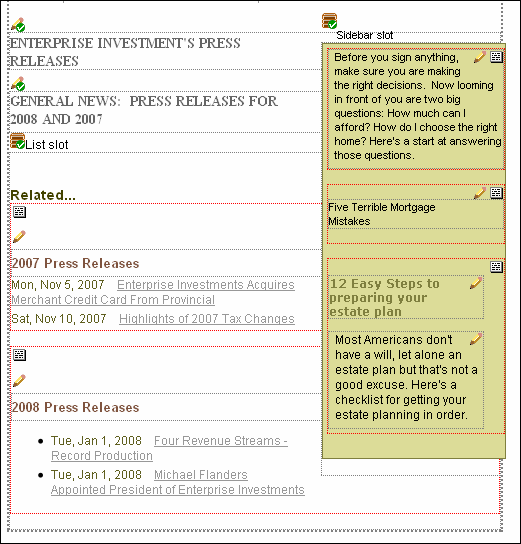 ENTERPRISE INVESTMENT'S PRESS
RELEASES
GENERAL NEWS:  PRESS RELEASES FOR
2008 AND 2007
List slot
Related...
2007 Press Releases
Mon, Nov 5, 2007 Enterprise Investments Acquires
Merchant Credit Card From Provincial
Sat, Nov 10, 2007 Highlights of 2007 Tax Changes
2008 Press Releases
Tue, Jan 1, 2008 Four Revenue Streams -
Record Production
Tue, Jan 1, 2008 Michael Flanders
Appointed President of Enterprise Investments
Sidebar slot
Before you sign anything,
make sure you are making
the right decisions.  Now looming
in front of you are two big
questions: How much can I
afford? How do I choose the right
home? Here's a start at answering
those questions.
Five Terrible Mortgage
Mistakes
12 Easy Steps to
preparing your
estate plan
Most Americans don't
have a will, let alone an
estate plan but that's not a
good excuse. Here's a
checklist for getting your
estate planning in order.